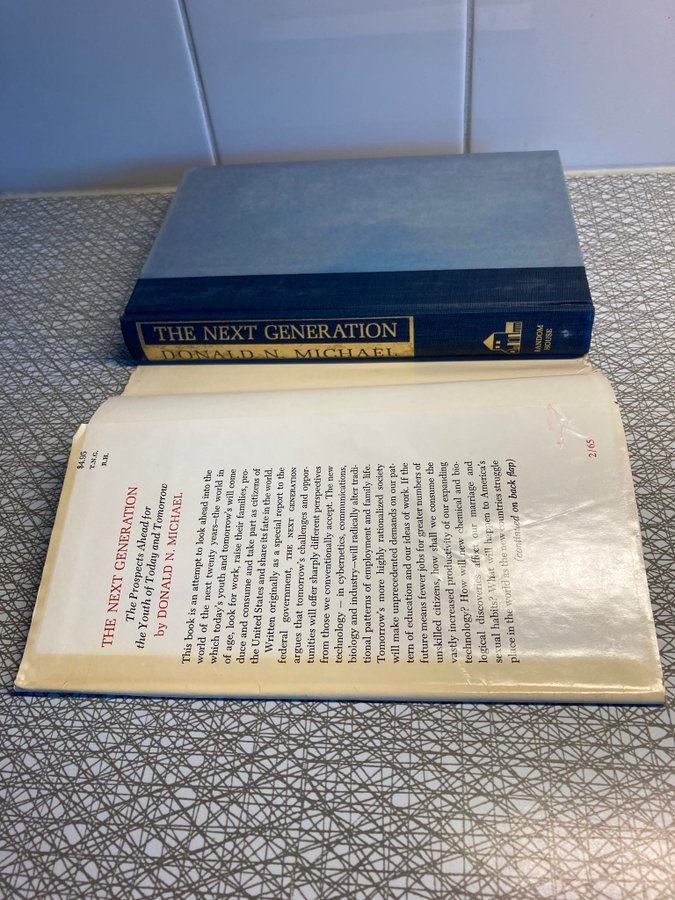 THE NEXT GENERATION
DONALD N. MICHAEL
RANDOM
HOUSE
$4.95
T.N.G.
R.H.
THE NEXT GENERATION
The Prospects Ahead for
the Youth of Today and Tomorrow
by DONALD N. MICHAEL
This book is an attempt to look ahead into the
world of the next twenty years—the world in
which today's youth and tomorrow's will come
of age, look for work, raise their families, pro-
duce and consume and take part as citizens of
the United States and share its fate in the world.
Written originally as a special report to the
federal government, THE NEXT GENERATION
argues that tomorrow's challenges and oppor-
tunities will offer sharply different perspectives
from those we conventionally accept. The new
technology — in cybernetics, communications,
biology and industry—will radically alter tradi-
tional patterns of employment and family life.
Tomorrow's more highly rationalized society
will make unprecedented demands on our pat-
tern of education and our ideas of work. If the
future means fewer jobs for greater numbers of
unskilled citizens, how shall we consume the
vastly increased productivity of our expanding
technology? How will new chemical and bio-
logical discoveries affect our marriage and
sexual habits? What will happen to America's
place in the world as the new countries struggle
(continued on back flap)
2/65